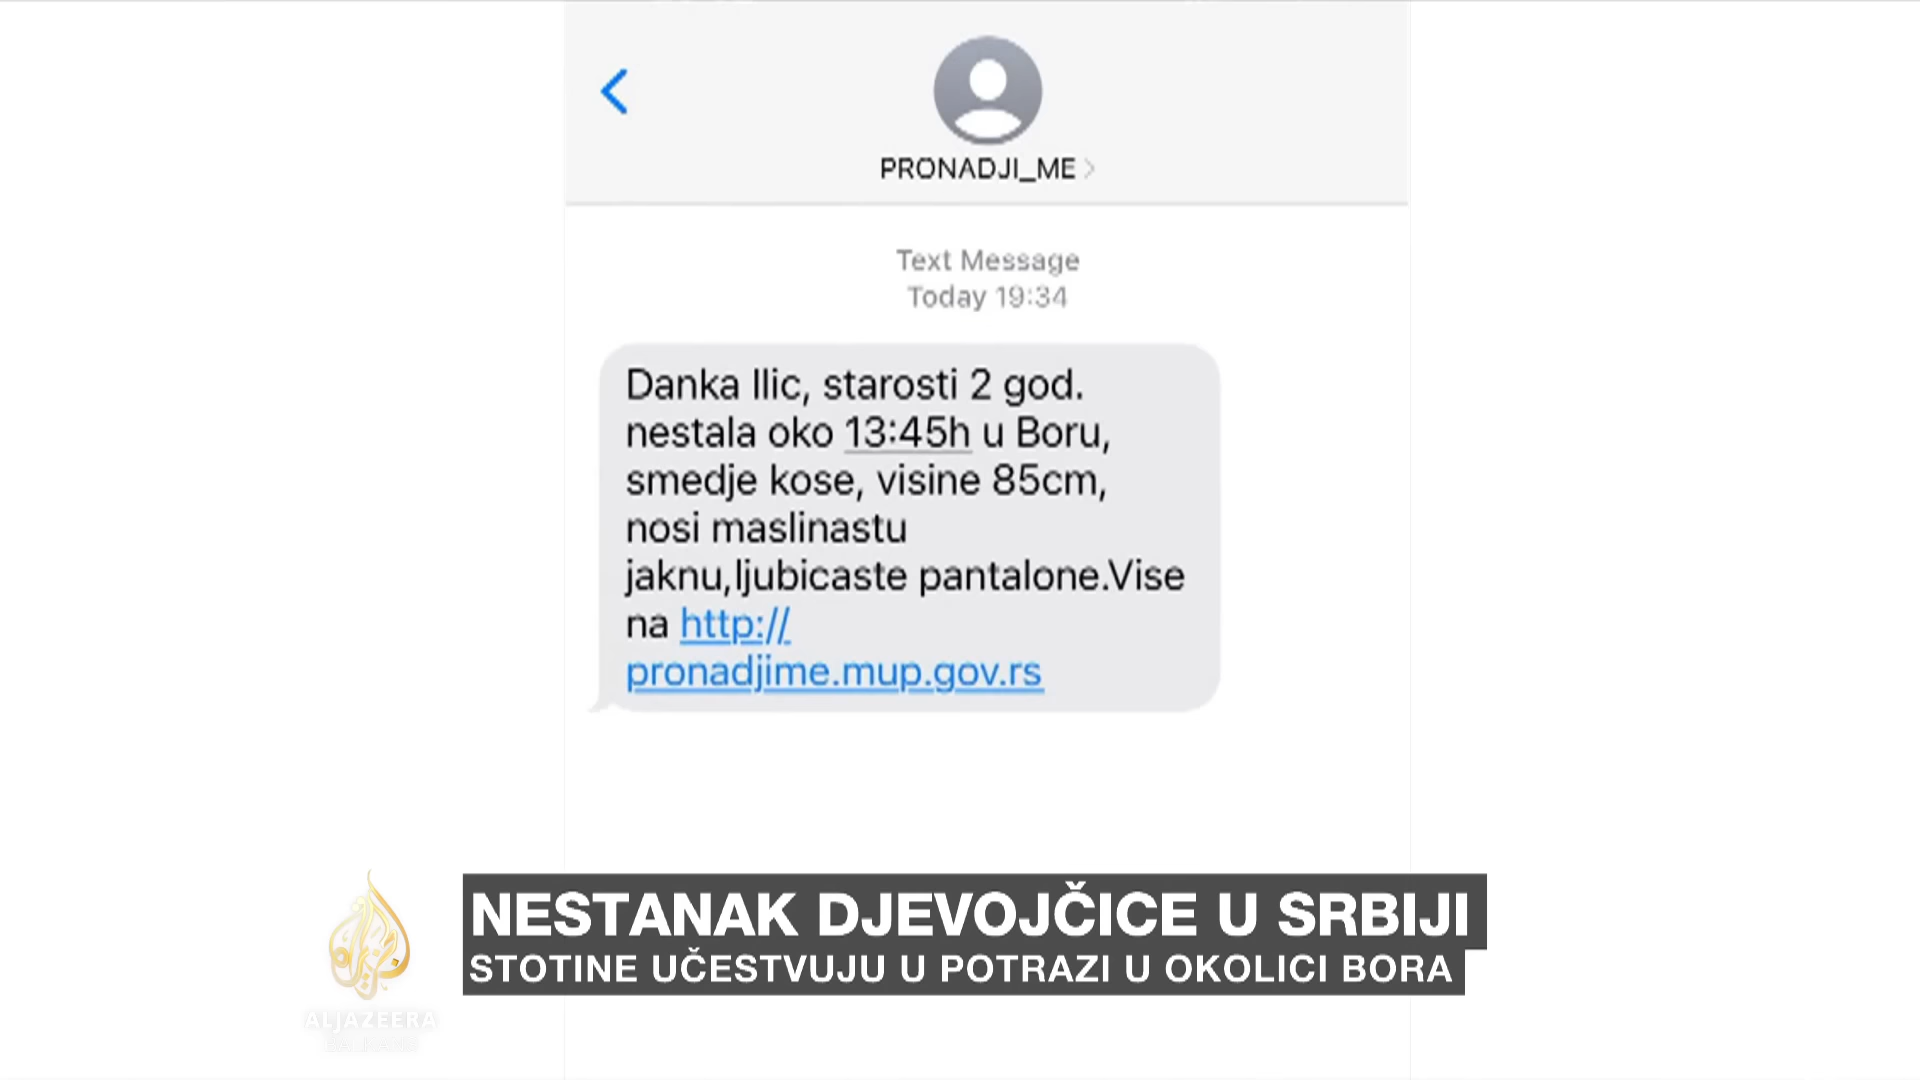 PRONADJI_ME
Text Message
Today 19:34
Danka Ilic, starosti 2 god.
nestala oko 13:45h u Boru,
smedje kose, visine 85cm,
nosi maslinastu
jaknu,ljubicaste pantalone.Vise
na http://
pronadjime.mup.gov.rs
NESTANAK DJEVOJČICE U SRBIJI
STOTINE UČESTVUJU U POTRAZI U OKOLICI BORA
ALJAZEERA